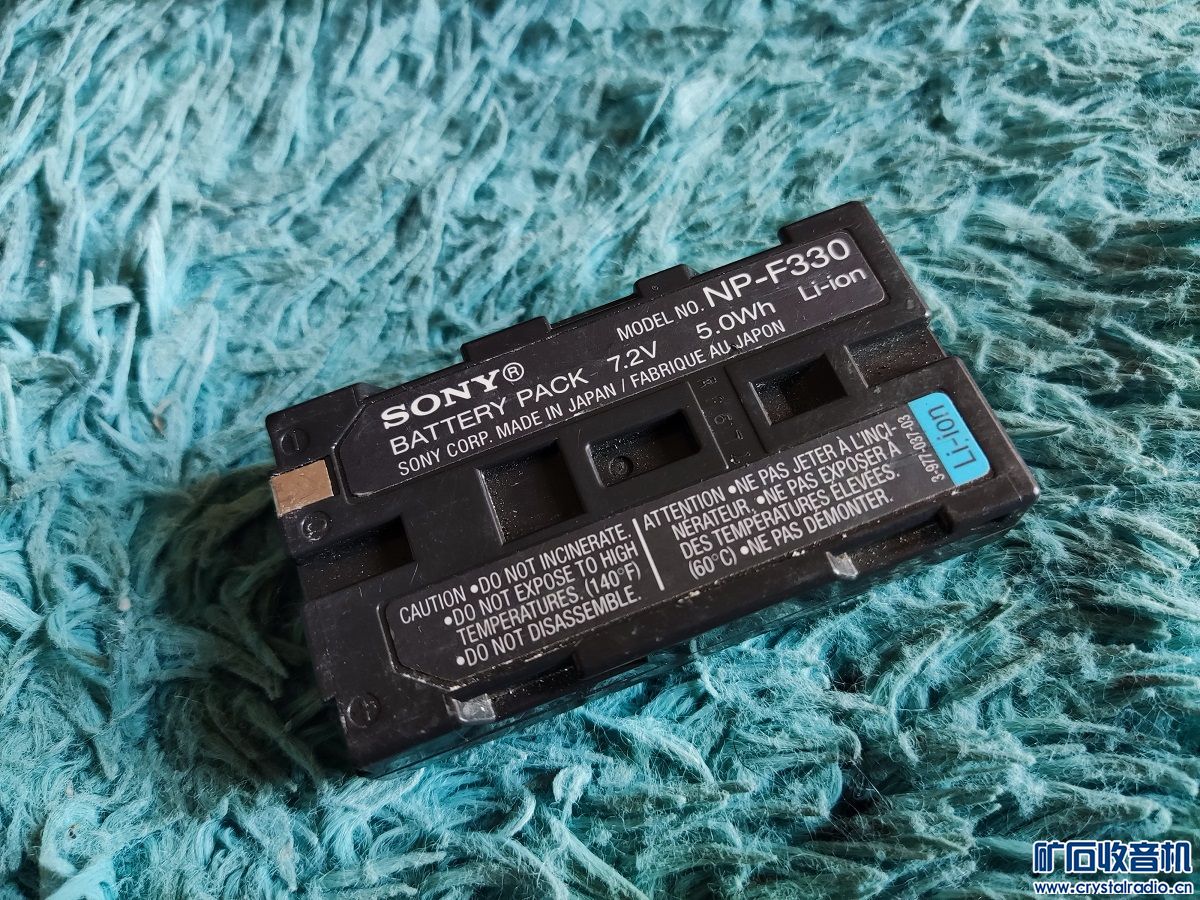 SONY®
MODEL NO. NP-F330
BATTERY PACK 7.2V 5.0Wh Li-ion
SONY CORP. MADE IN JAPAN / FABRIQUE AU JAPON
−
C
+
CAUTION •DO NOT INCINERATE.
•DO NOT EXPOSE TO HIGH
TEMPERATURES. (140°F)
•DO NOT DISASSEMBLE.
ATTENTION •NE PAS JETER À L'INCI-
NÉRATEUR. •NE PAS EXPOSER À
DES TEMPÉRATURES ÉLEVÉES.
(60°C) •NE PAS DÉMONTER.
Li-ion
3-977-037-03
矿石收音机
www.crystalradio.cn